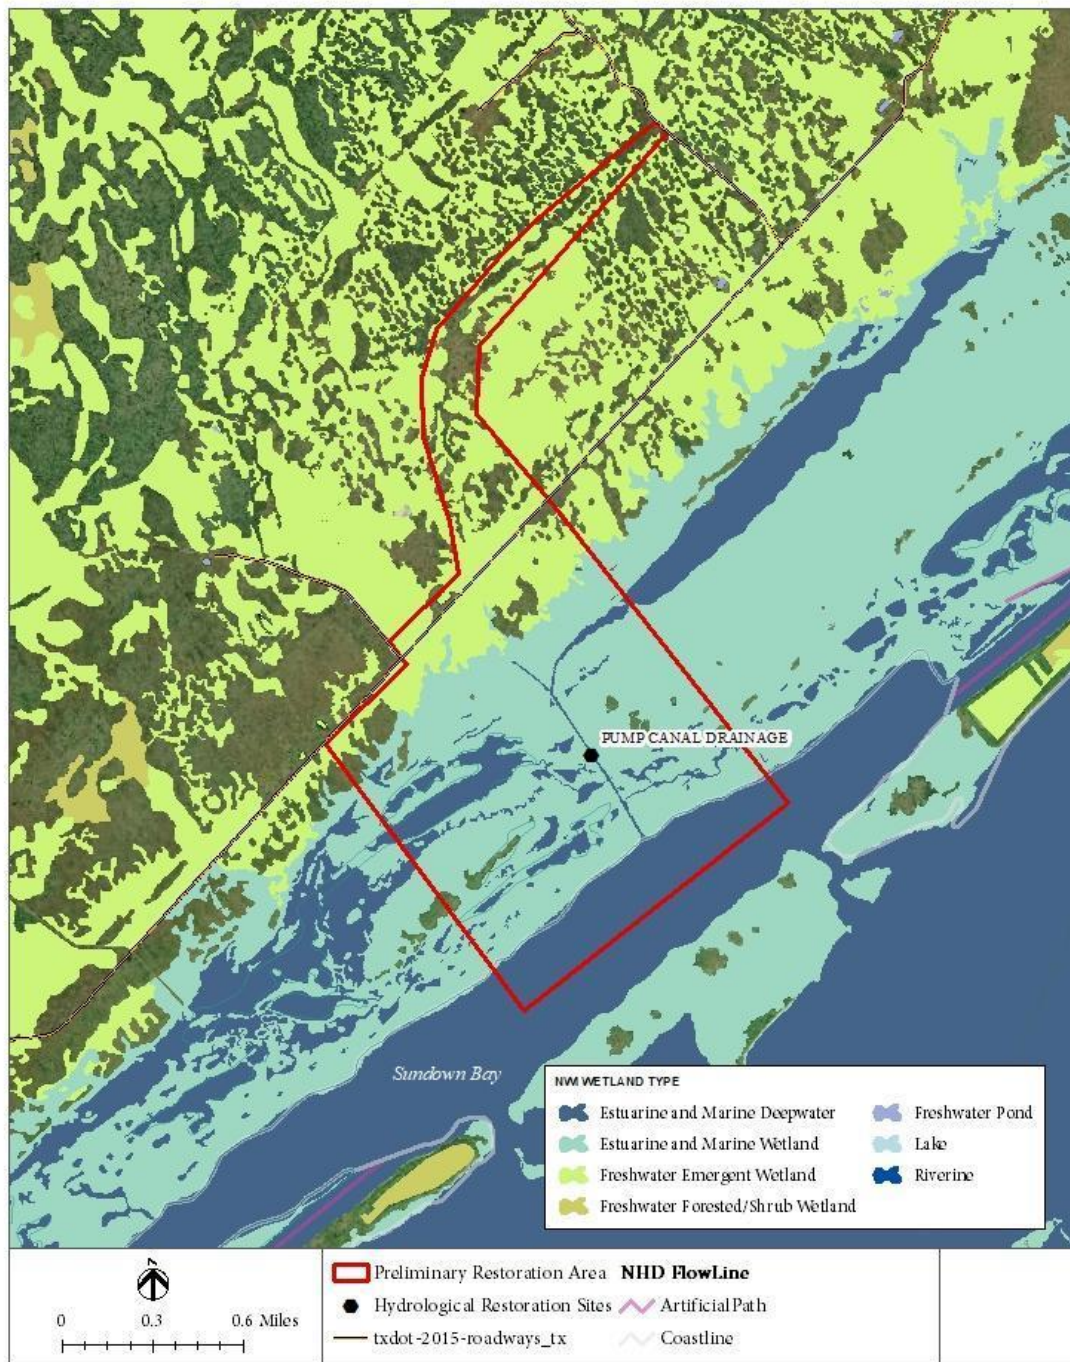 PUMP CANAL DRAINAGE
Sundown Bay
NWI WETLAND TYPE
Estuarine and Marine Deepwater
Estuarine and Marine Wetland
Freshwater Emergent Wetland
Freshwater Forested/Shrub Wetland
Freshwater Pond
Lake
Riverine
N
0 0.3 0.6 Miles
Preliminary Restoration Area
Hydrological Restoration Sites
txdot-2015-roadways_tx
NHD FlowLine
Artificial Path
Coastline